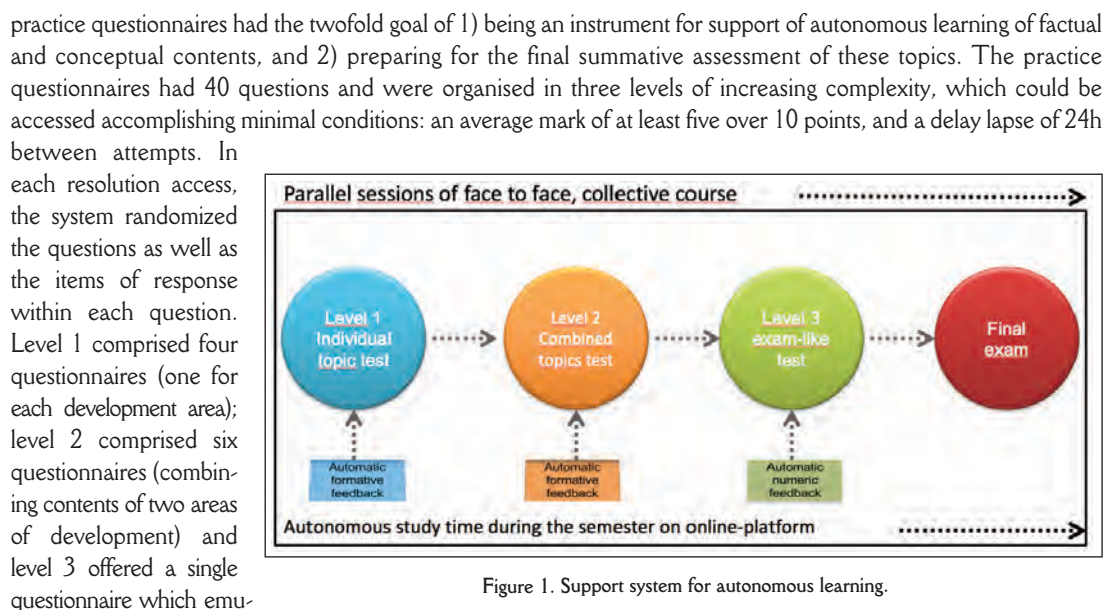 practice questionnaires had the twofold goal of 1) being an instrument for support of autonomous learning of factual
and conceptual contents, and 2) preparing for the final summative assessment of these topics. The practice
questionnaires had 40 questions and were organised in three levels of increasing complexity, which could be
accessed accomplishing minimal conditions: an average mark of at least five over 10 points, and a delay lapse of 24h
between attempts. In
each resolution access,
the system randomized
the questions as well as
the items of response
within each question.
Level 1 comprised four
questionnaires (one for
each development area);
level 2 comprised six
questionnaires (combin-
ing contents of two areas
of development) and
level 3 offered a single
questionnaire which emu-
Parallel sessions of face to face, collective course
Level 1
Individual
topic test
Level 2
Combined
topics test
Level 3
exam-like
test
Final
exam
Automatic
formative
feedback
Automatic
formative
feedback
Automatic
numeric
feedback
Autonomous study time during the semester on online-platform
Figure 1. Support system for autonomous learning.